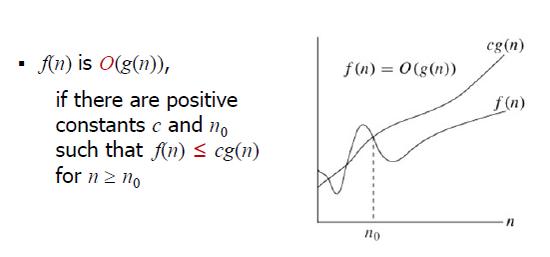 ▪ f(n) is O(g(n)),
if there are positive
constants c and n₀
such that f(n) ≤ cg(n)
for n ≥ n₀
cg(n)
f(n) = O(g(n))
f(n)
n
n₀